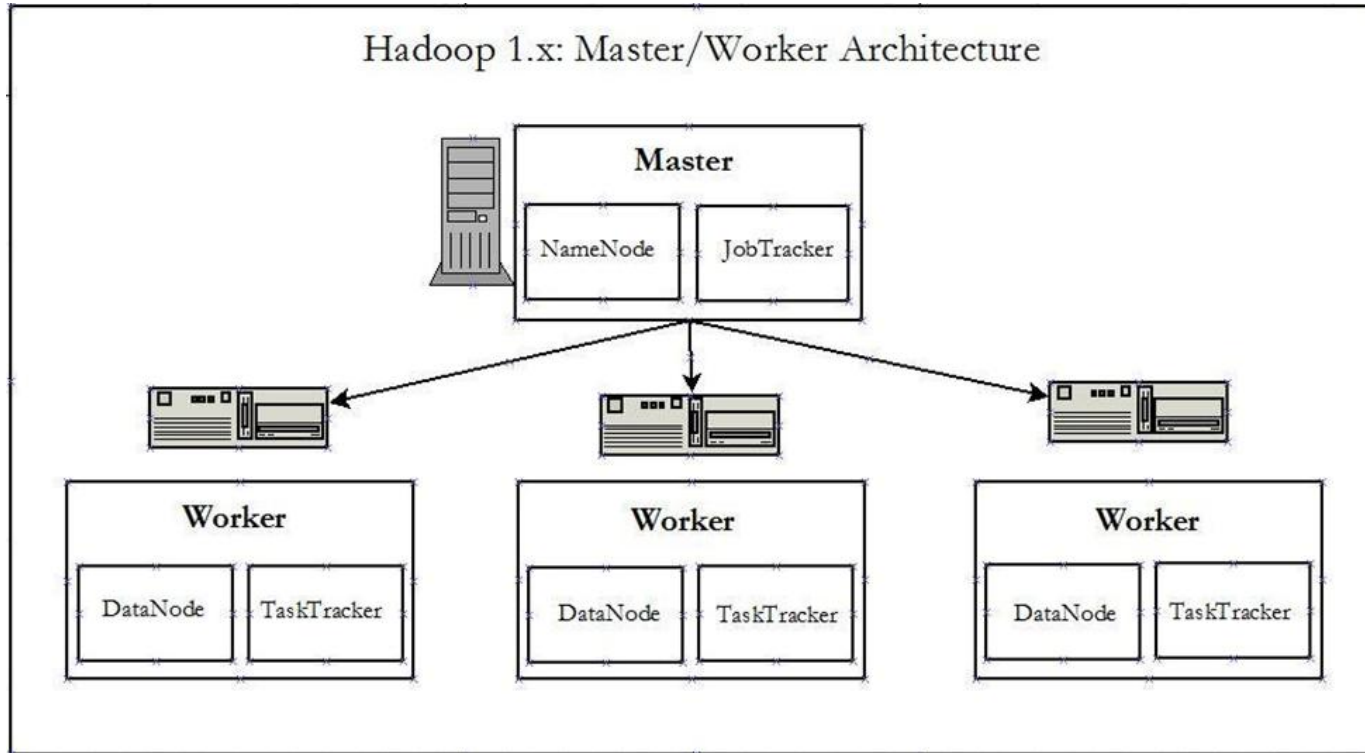 Hadoop 1.x: Master/Worker Architecture
Master
NameNode JobTracker
Worker Worker Worker
DataNode TaskTracker DataNode TaskTracker DataNode TaskTracker